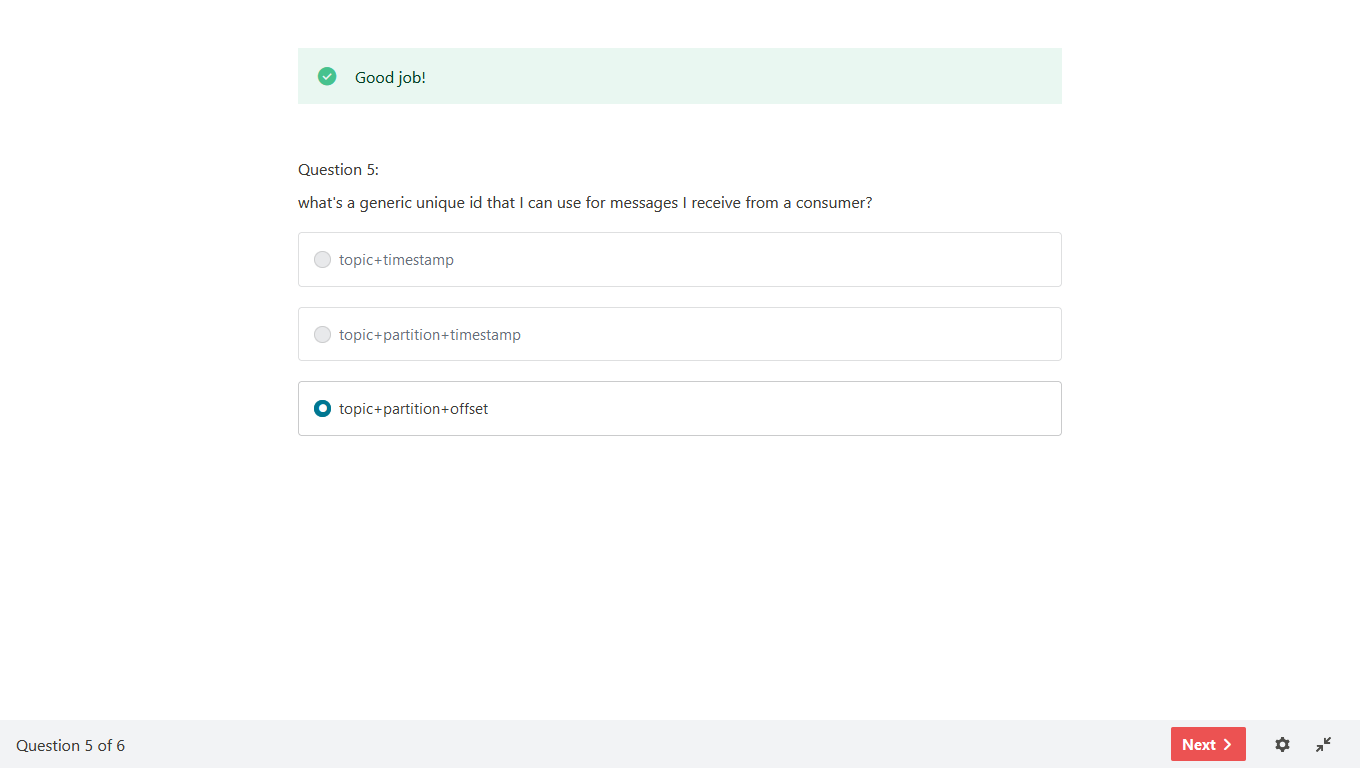 Good job!
Question 5:
what's a generic unique id that I can use for messages I receive from a consumer?
topic+timestamp
topic+partition+timestamp
topic+partition+offset
Question 5 of 6
Next